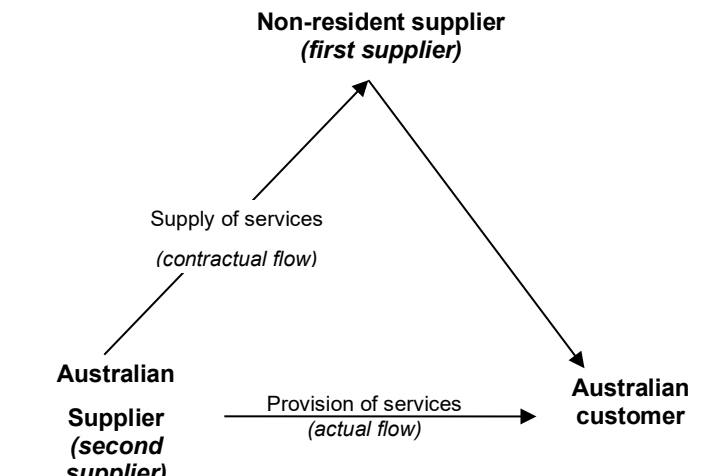 Non-resident supplier
(first supplier)
Supply of services
(contractual flow)
Australian
Supplier
(second
supplier)
Provision of services
(actual flow)
Australian
customer